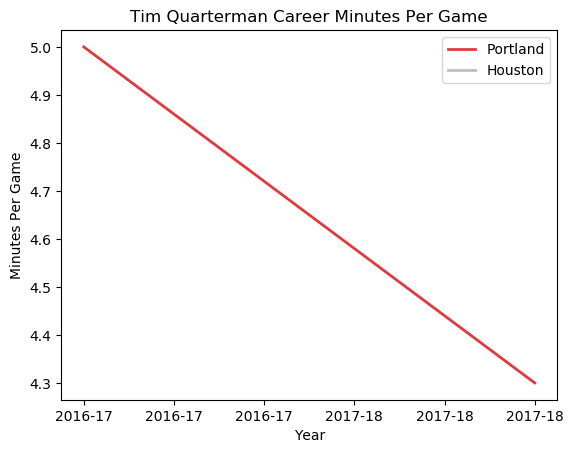 Tim Quarterman Career Minutes Per Game
Portland
Houston
5.0
4.9
4.8
4.7
4.6
4.5
4.4
4.3
Minutes Per Game
2016-17 2016-17 2016-17 2017-18 2017-18 2017-18
Year